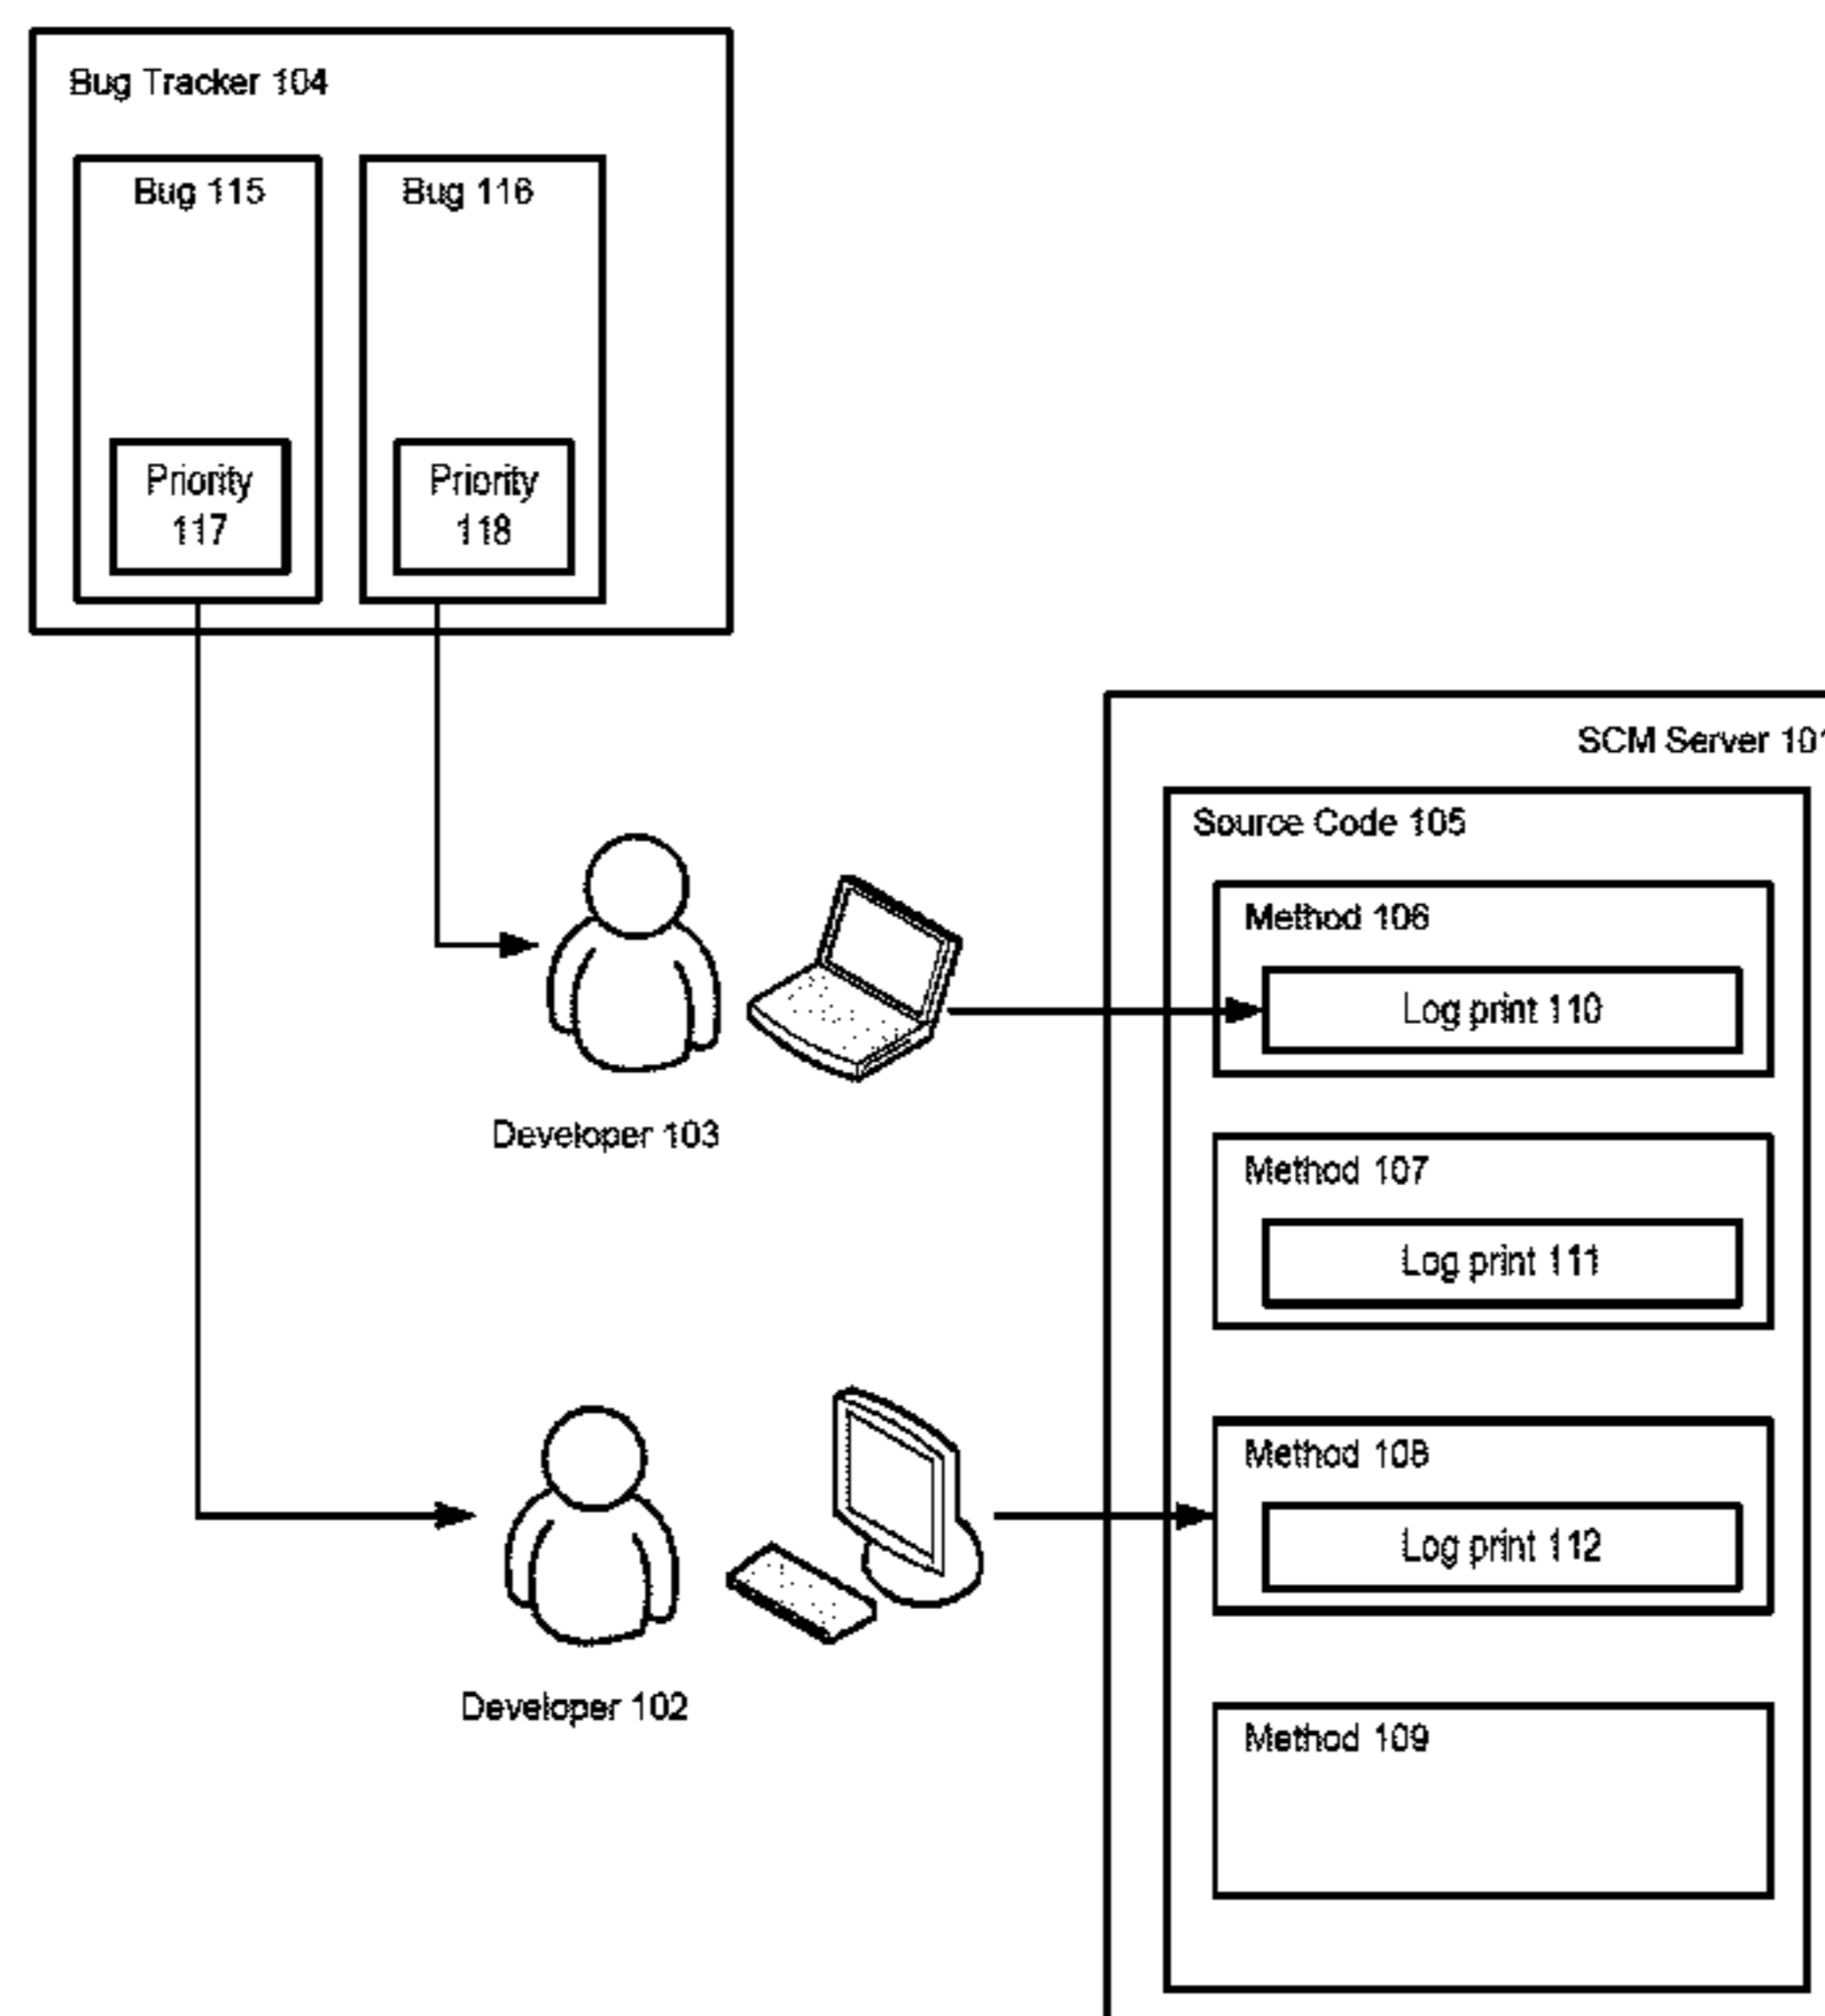 Bug Tracker 104
Bug 115
Bug 116
Priority
117
Priority
118
SCM Server 101
Source Code 105
Method 106
Log print 110
Developer 103
Method 107
Log print 111
Method 108
Log print 112
Developer 102
Method 109